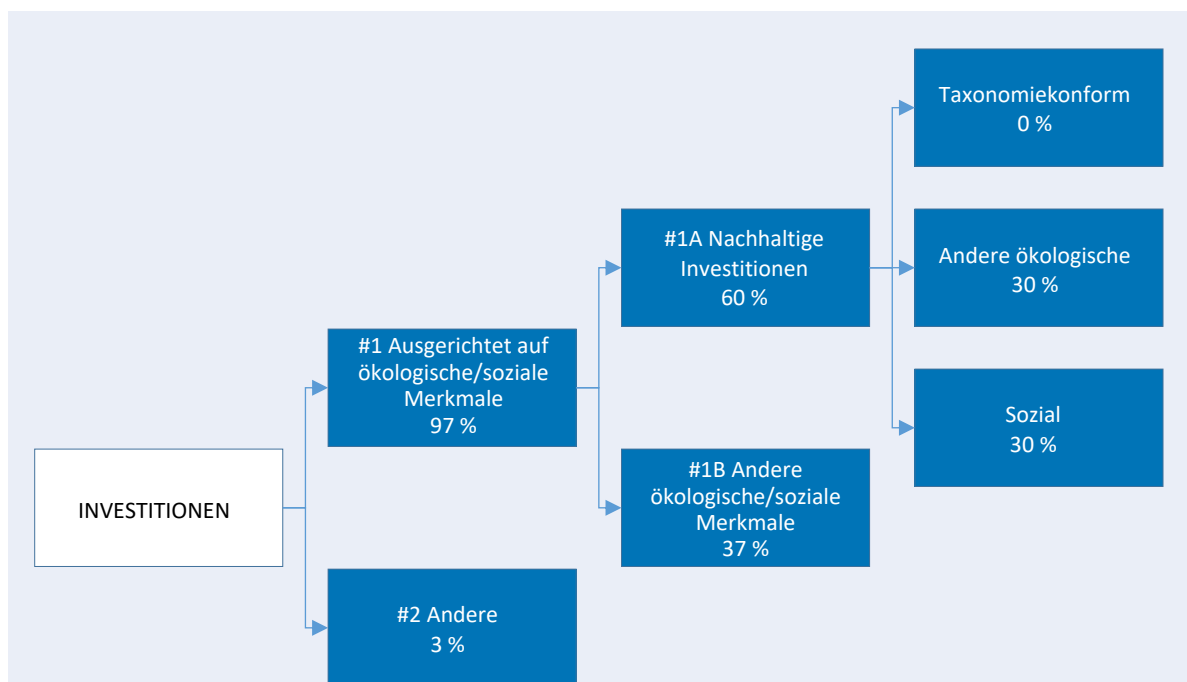 INVESTITIONEN
#1 Ausgerichtet auf
ökologische/soziale
Merkmale
97 %
#2 Andere
3 %
#1A Nachhaltige
Investitionen
60 %
#1B Andere
ökologische/soziale
Merkmale
37 %
Taxonomiekonform
0 %
Andere ökologische
30 %
Sozial
30 %